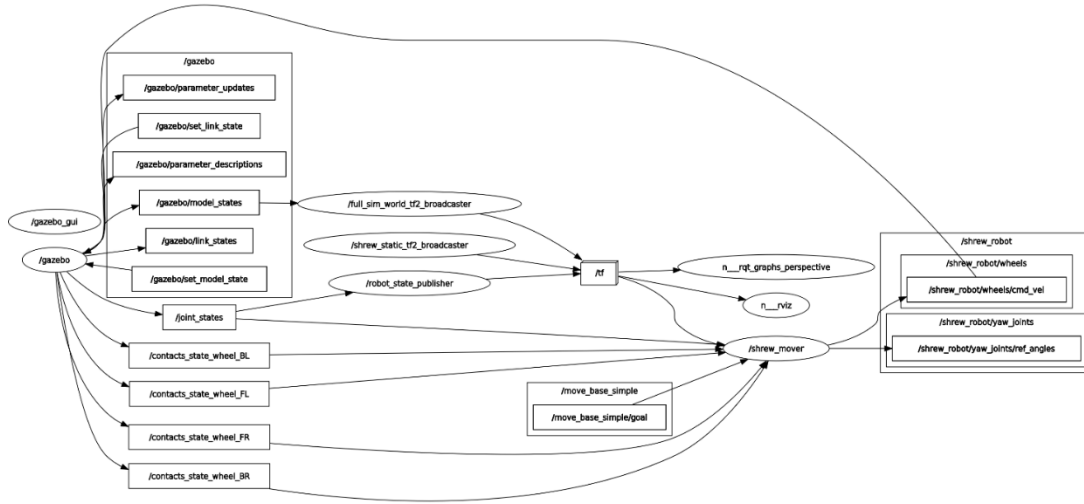 /gazebo
/gazebo/parameter_updates
/gazebo/set_link_state
/gazebo/parameter_descriptions
/gazebo/model_states
/gazebo/link_states
/gazebo/set_model_state
/gazebo_gui
/gazebo
/joint_states
/contacts_state_wheel_BL
/contacts_state_wheel_FL
/contacts_state_wheel_FR
/contacts_state_wheel_BR
/full_sim_world_tf2_broadcaster
/shrew_static_tf2_broadcaster
/robot_state_publisher
/move_base_simple
/move_base_simple/goal
/tf
n___rqt_graphs_perspective
n___rviz
/shrew_mover
/shrew_robot
/shrew_robot/wheels
/shrew_robot/wheels/cmd_vel
/shrew_robot/yaw_joints
/shrew_robot/yaw_joints/ref_angles